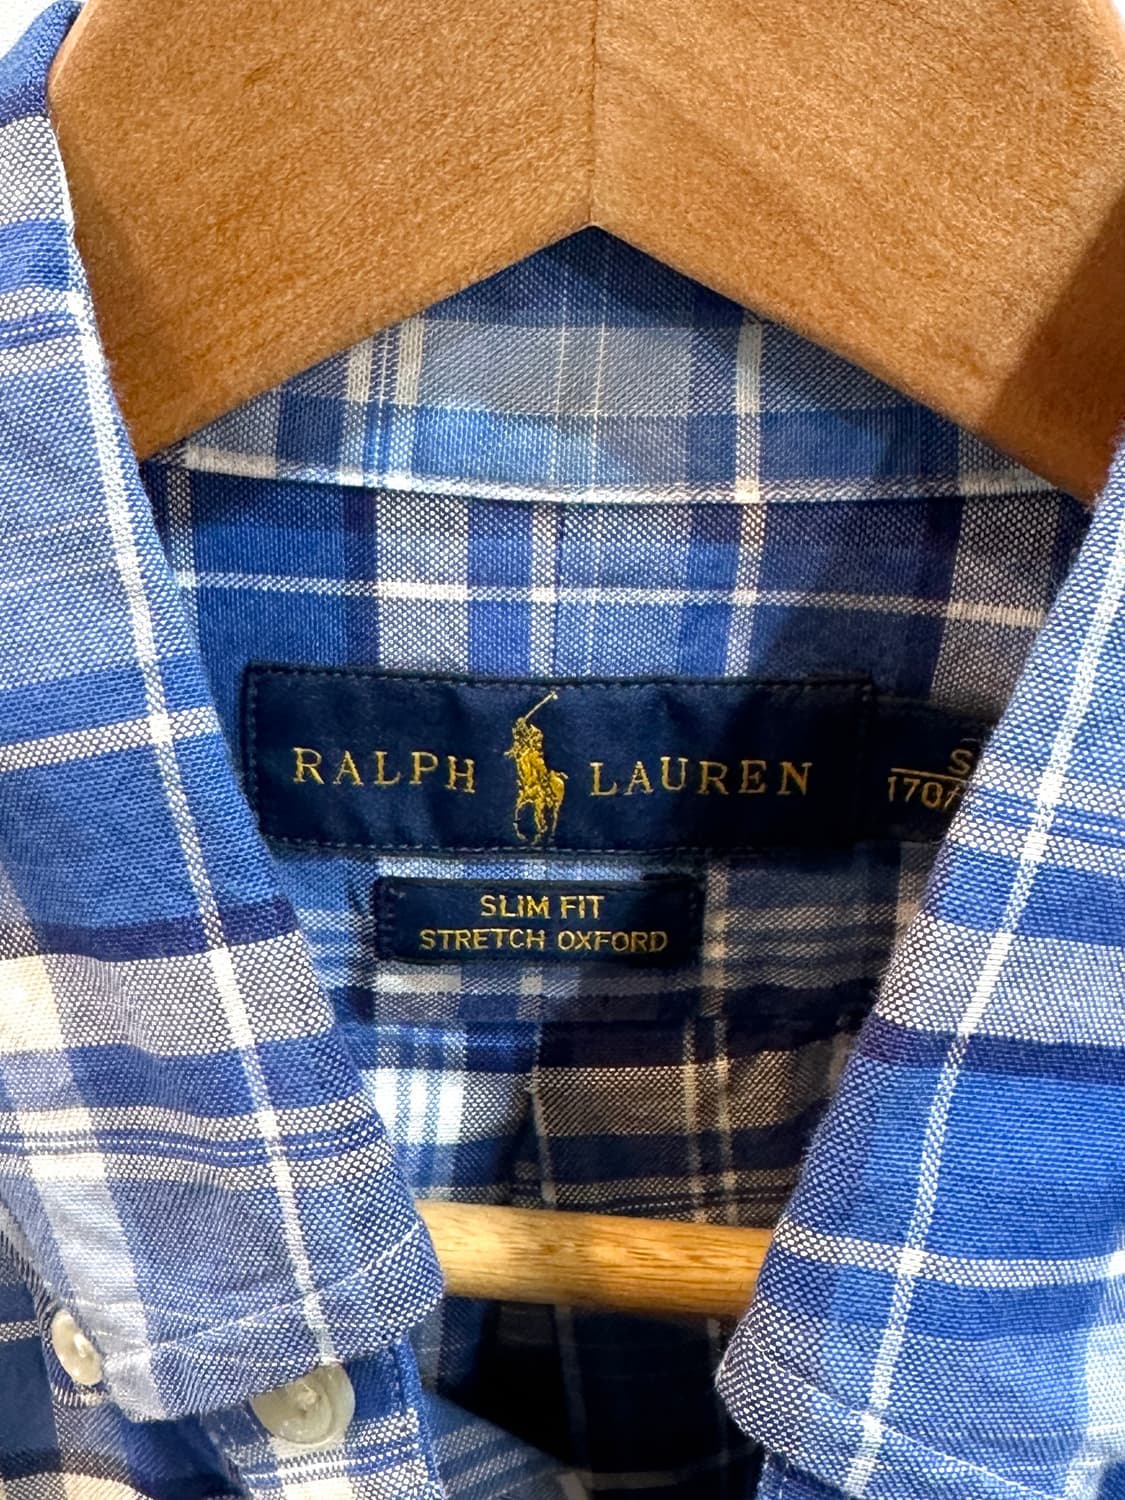 RALPH LAUREN
S
SLIM FIT
STRETCH OXFORD